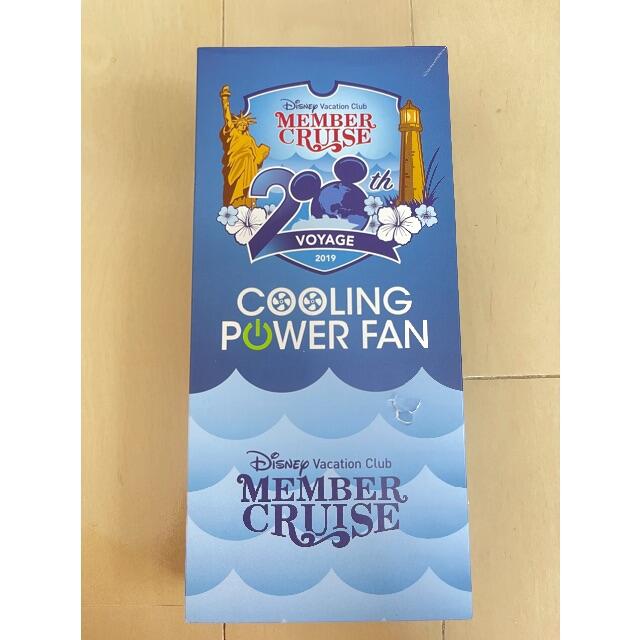 Disney Vacation Club
MEMBER
CRUISE
20th
VOYAGE
2019
COOLING
POWER FAN
Disney Vacation Club
MEMBER
CRUISE